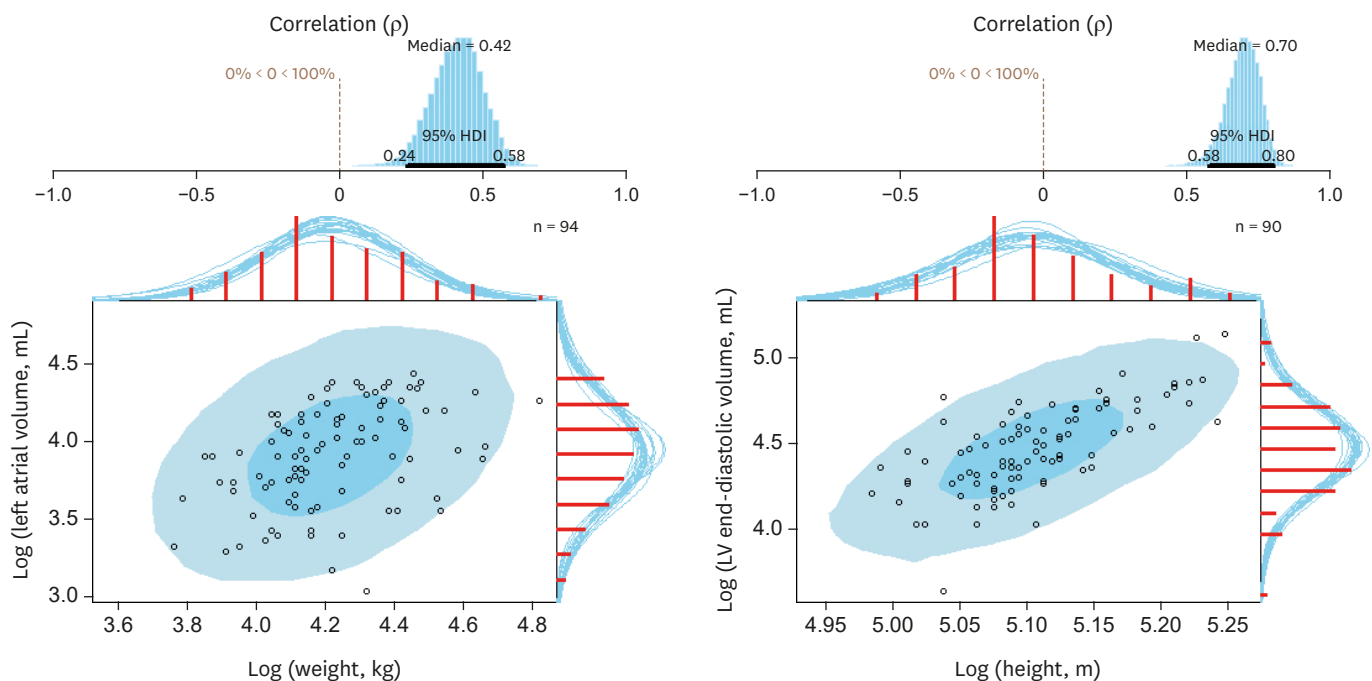 Correlation (ρ)
Median = 0.42
0% < 0 < 100%
95% HDI
0.24 0.58
−1.0 −0.5 0 0.5 1.0
n = 94
Log (left atrial volume, mL)
4.5
4.0
3.5
3.0
3.6 3.8 4.0 4.2 4.4 4.6 4.8
Log (weight, kg)
Correlation (ρ)
Median = 0.70
0% < 0 < 100%
95% HDI
0.58 0.80
−1.0 −0.5 0 0.5 1.0
n = 90
Log (LV end-diastolic volume, mL)
5.0
4.5
4.0
4.95 5.00 5.05 5.10 5.15 5.20 5.25
Log (height, m)